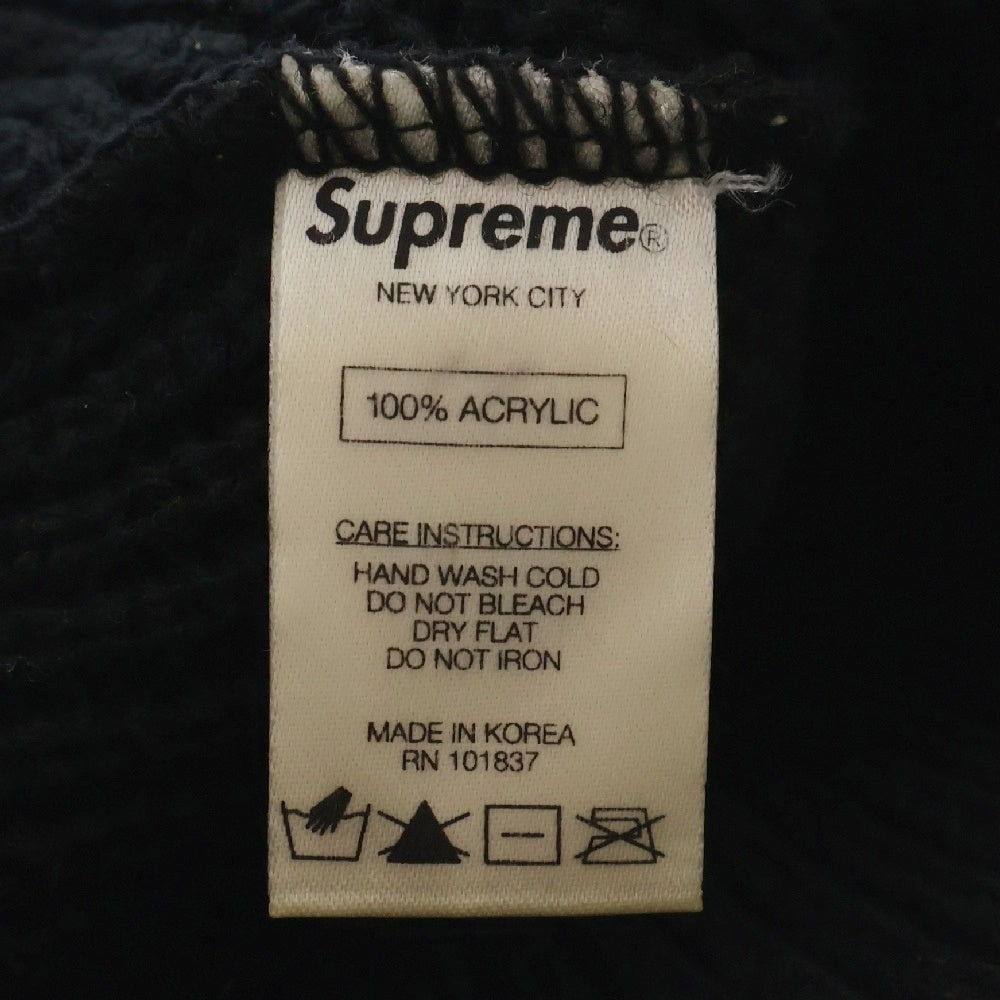 Supreme®
NEW YORK CITY
100% ACRYLIC
CARE INSTRUCTIONS:
HAND WASH COLD
DO NOT BLEACH
DRY FLAT
DO NOT IRON
MADE IN KOREA
RN 101837